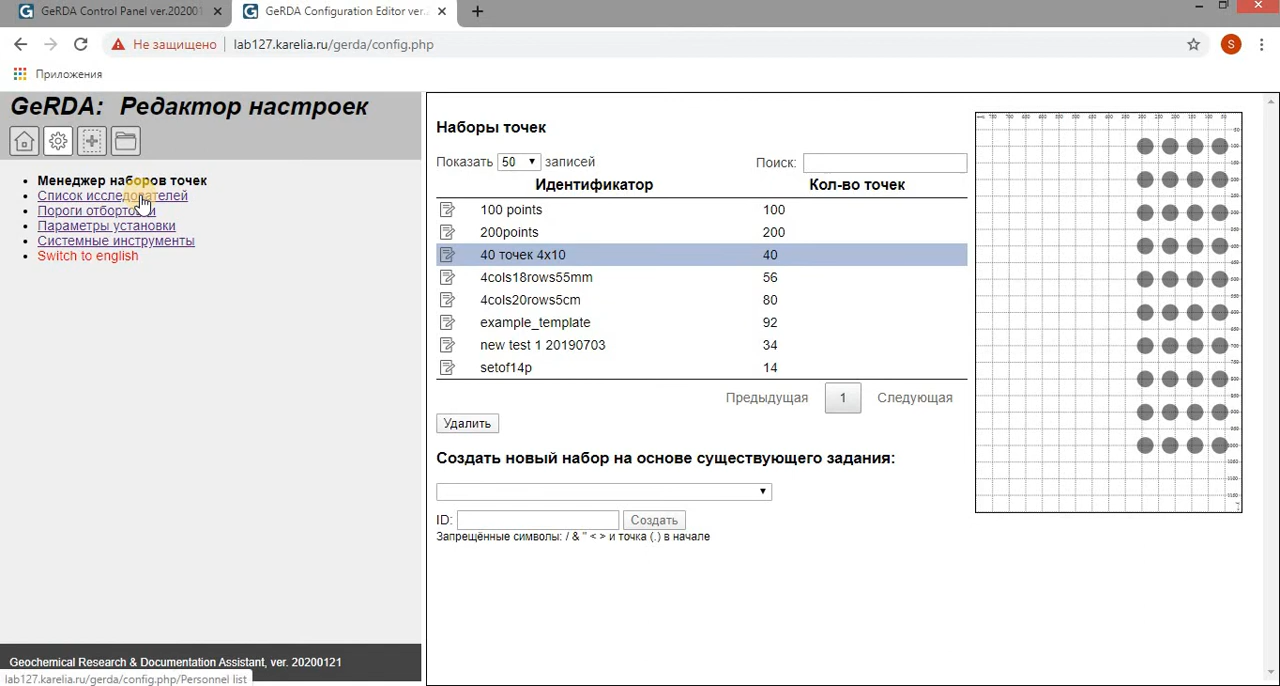 GeRDA Control Panel ver.202001
GeRDA Configuration Editor ver.
Не защищено
lab127.karelia.ru/gerda/config.php
S
Приложения
GeRDA: Редактор настроек
Менеджер наборов точек
Список исследователей
Пороги отбортовки
Параметры установки
Системные инструменты
Switch to english
Наборы точек
Показать 50 записей
Поиск:
Идентификатор Кол-во точек
100 points 100
200points 200
40 точек 4x10 40
4cols18rows55mm 56
4cols20rows5cm 80
example_template 92
new test 1 20190703 34
setof14p 14
Предыдущая 1 Следующая
Удалить
Создать новый набор на основе существующего задания:
ID: Создать
Запрещённые символы: / & " < > и точка (.) в начале
Geochemical Research & Documentation Assistant, ver. 20200121
lab127.karelia.ru/gerda/config.php/Personnel list